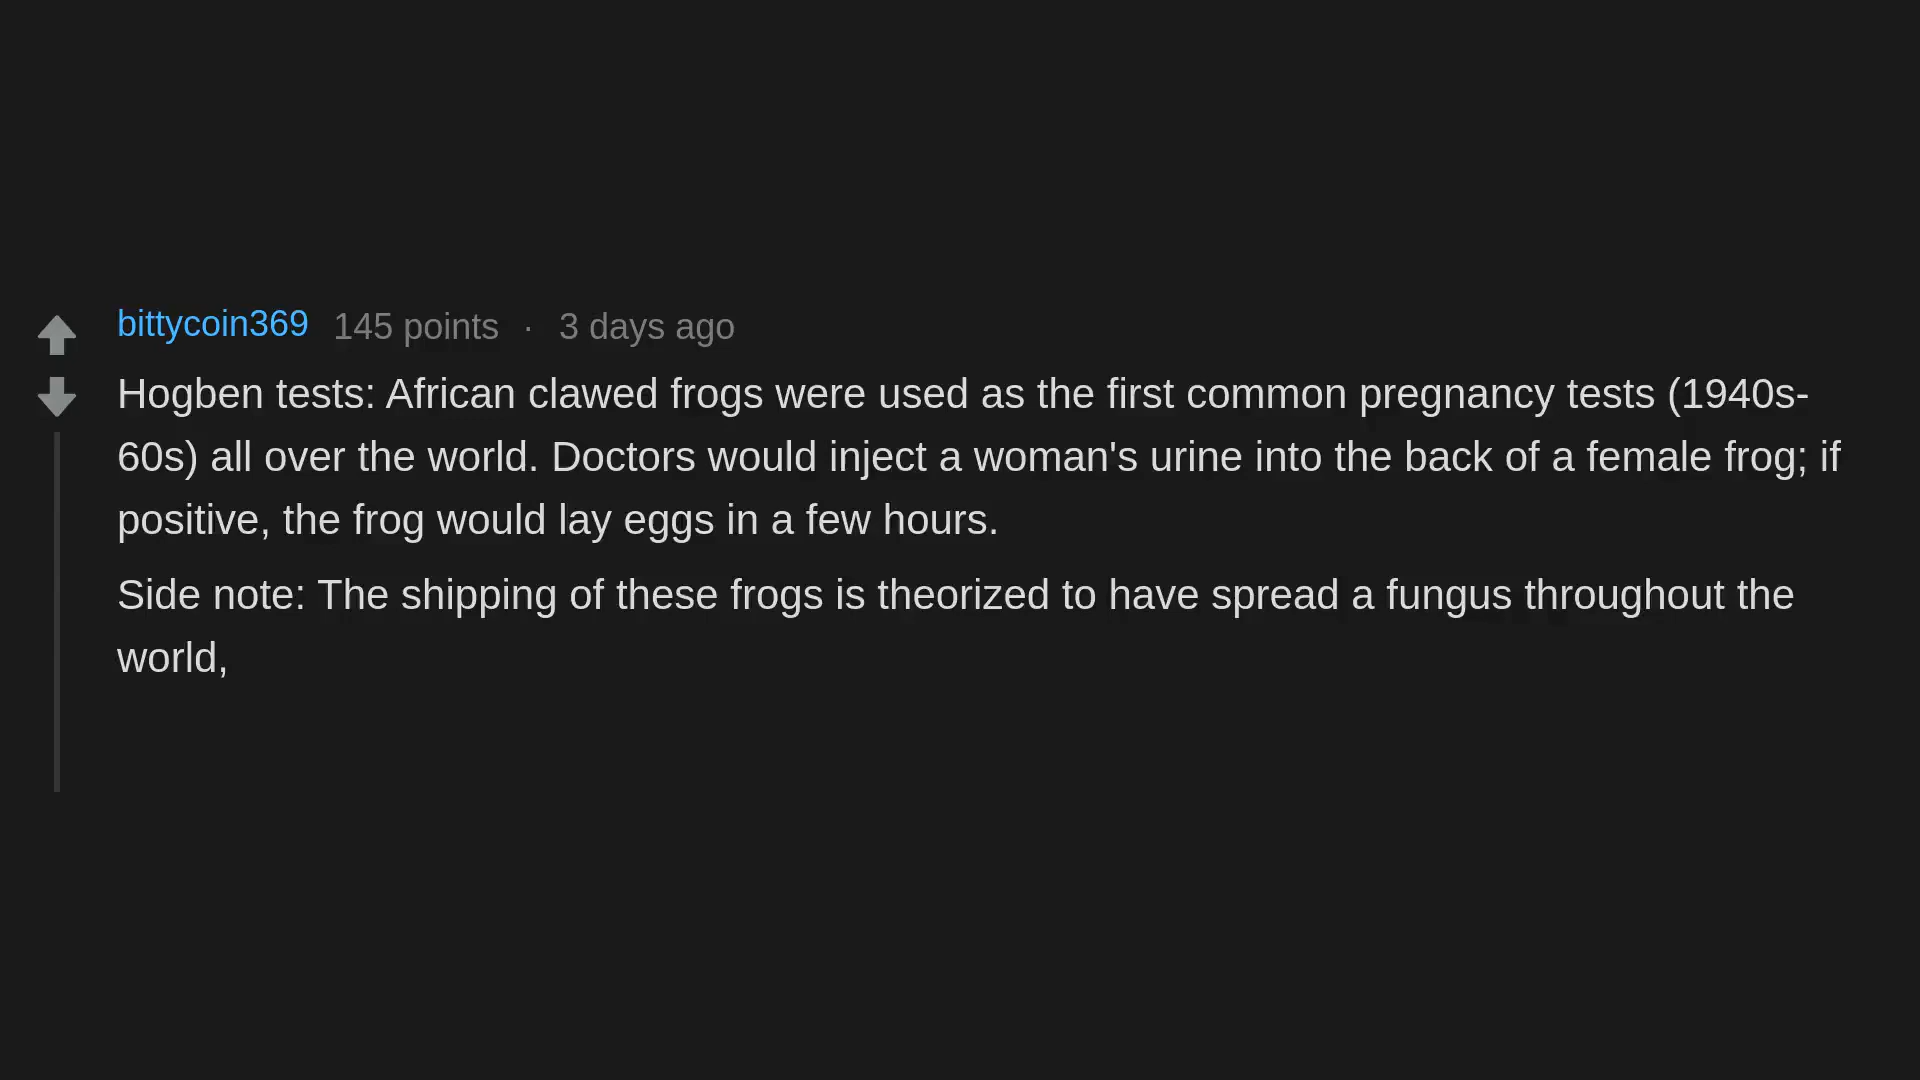 bittycoin369 145 points · 3 days ago
Hogben tests: African clawed frogs were used as the first common pregnancy tests (1940s-
60s) all over the world. Doctors would inject a woman's urine into the back of a female frog; if
positive, the frog would lay eggs in a few hours.
Side note: The shipping of these frogs is theorized to have spread a fungus throughout the
world,